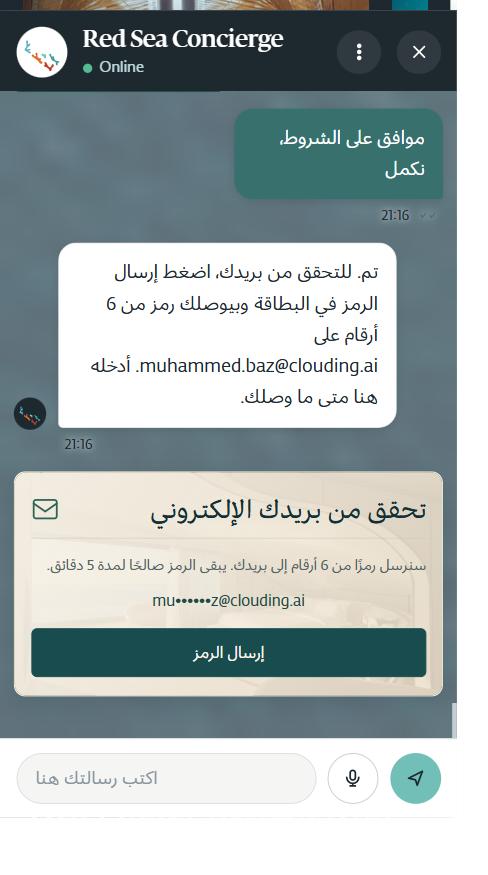 Red Sea Concierge
Online
موافق على الشروط،
نكمل
21:16
تم. للتحقق من بريدك، اضغط إرسال
الرمز في البطاقة وبيوصلك رمز من 6
أرقام على
muhammed.baz@clouding.ai. أدخله
هنا متى ما وصلك.
21:16
تحقق من بريدك الإلكتروني
سنرسل رمزًا من 6 أرقام إلى بريدك. يبقى الرمز صالحًا لمدة 5 دقائق.
mu••••••z@clouding.ai
إرسال الرمز
اكتب رسالتك هنا